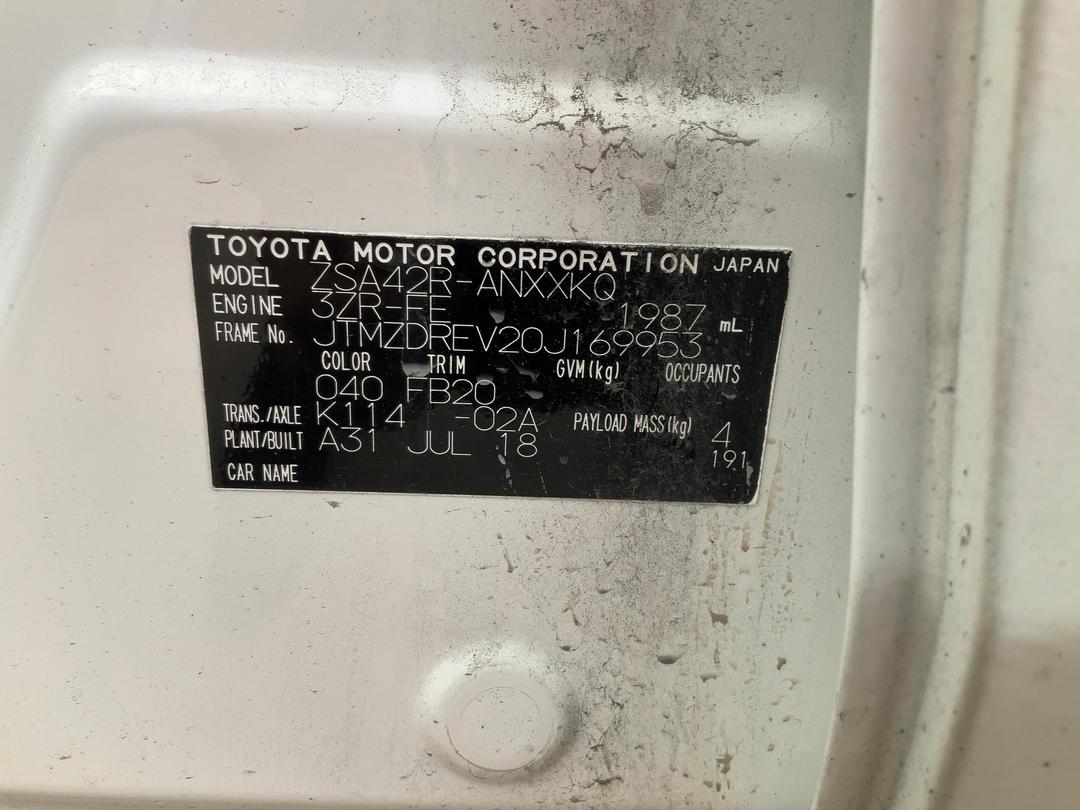 TOYOTA MOTOR CORPORATION JAPAN
MODEL ZSA42R-ANXXKQ
ENGINE 3ZR-FE 1987 mL
FRAME No. JTMZDREV20J169953
COLOR TRIM GVM(kg) OCCUPANTS
040 FB20
TRANS./AXLE K114 -02A PAYLOAD MASS(kg) 4
PLANT/BUILT A31 JUL 18 191
CAR NAME